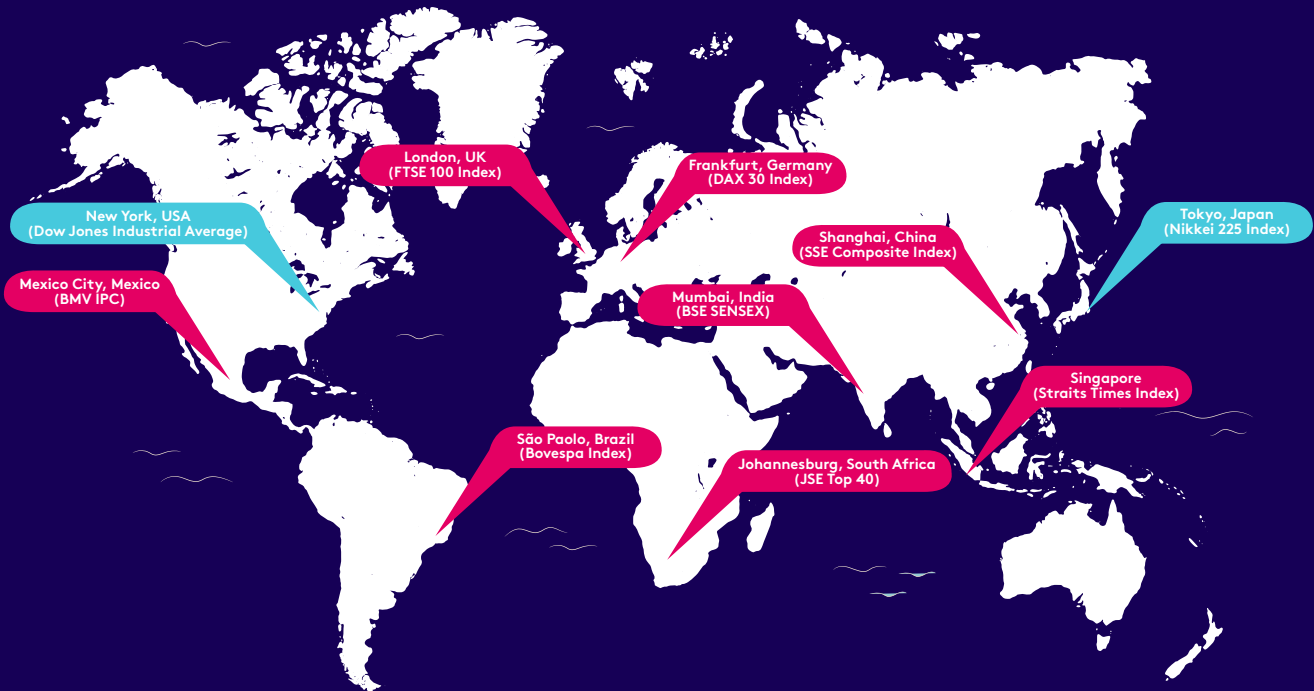 London, UK
(FTSE 100 Index)
Frankfurt, Germany
(DAX 30 Index)
New York, USA
(Dow Jones Industrial Average)
Tokyo, Japan
(Nikkei 225 Index)
Shanghai, China
(SSE Composite Index)
Mexico City, Mexico
(BMV IPC)
Mumbai, India
(BSE SENSEX)
Singapore
(Straits Times Index)
São Paolo, Brazil
(Bovespa Index)
Johannesburg, South Africa
(JSE Top 40)